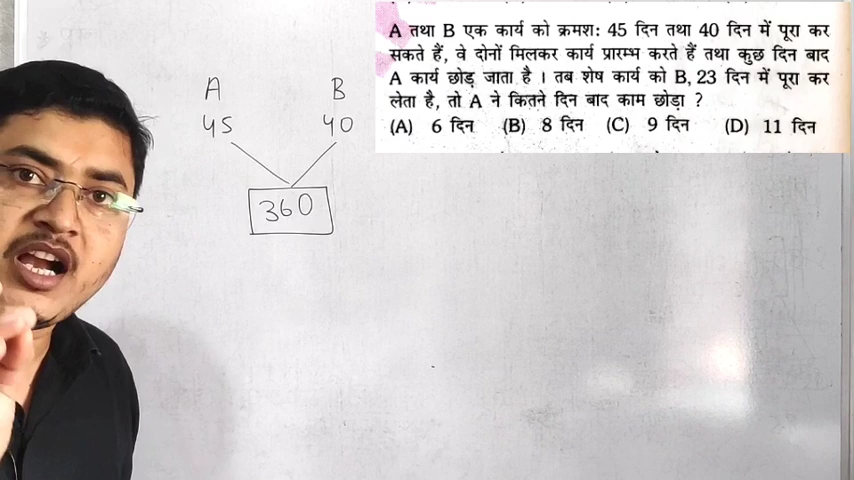 A तथा B एक कार्य को क्रमश: 45 दिन तथा 40 दिन में पूरा कर
सकते हैं, वे दोनों मिलकर कार्य प्रारम्भ करते हैं तथा कुछ दिन बाद
A कार्य छोड़ जाता है । तब शेष कार्य को B, 23 दिन में पूरा कर
लेता है, तो A ने कितने दिन बाद काम छोड़ा ?
(A) 6 दिन (B) 8 दिन (C) 9 दिन (D) 11 दिन
A B
45 40
360